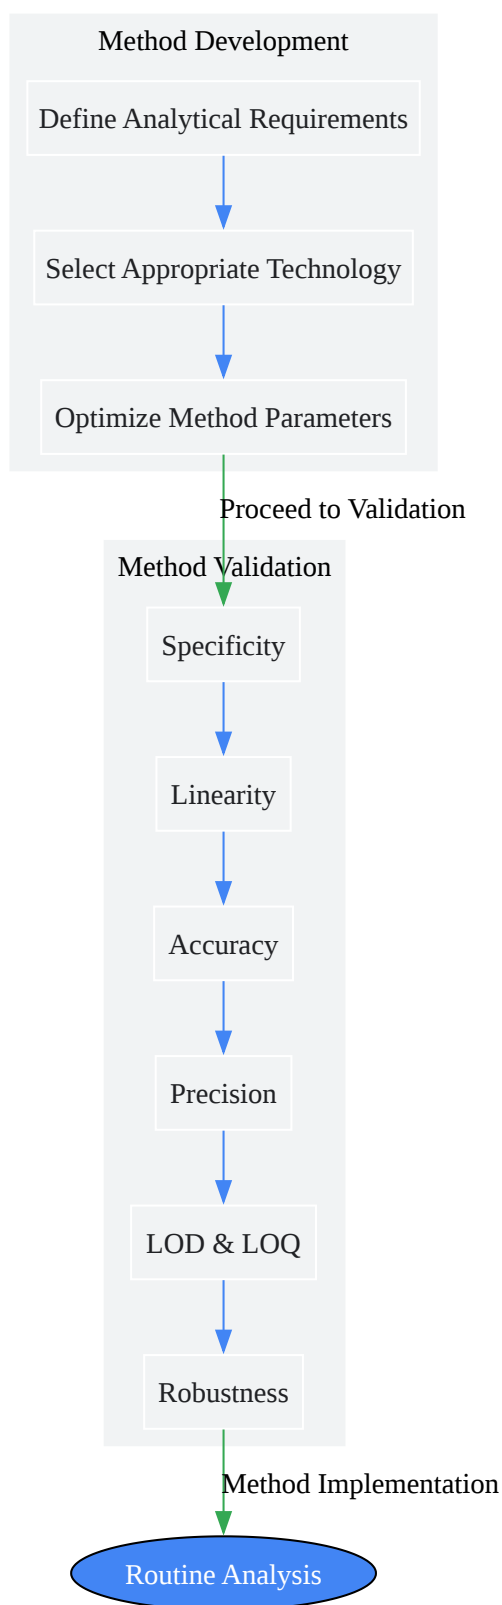 Method Development
Define Analytical Requirements
Select Appropriate Technology
Optimize Method Parameters
Proceed to Validation
Method Validation
Specificity
Linearity
Accuracy
Precision
LOD & LOQ
Robustness
Method Implementation
Routine Analysis